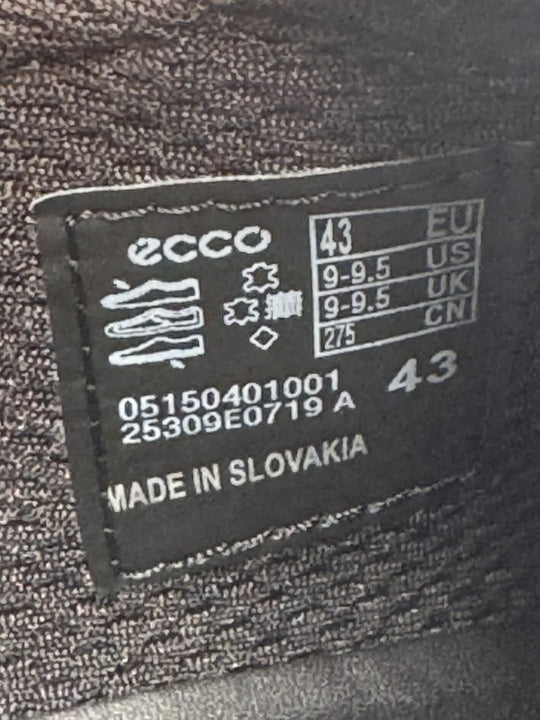 ecco
43 EU
9-9.5 US
9-9.5 UK
275 CN
05150401001
25309E0719 A
43
MADE IN SLOVAKIA